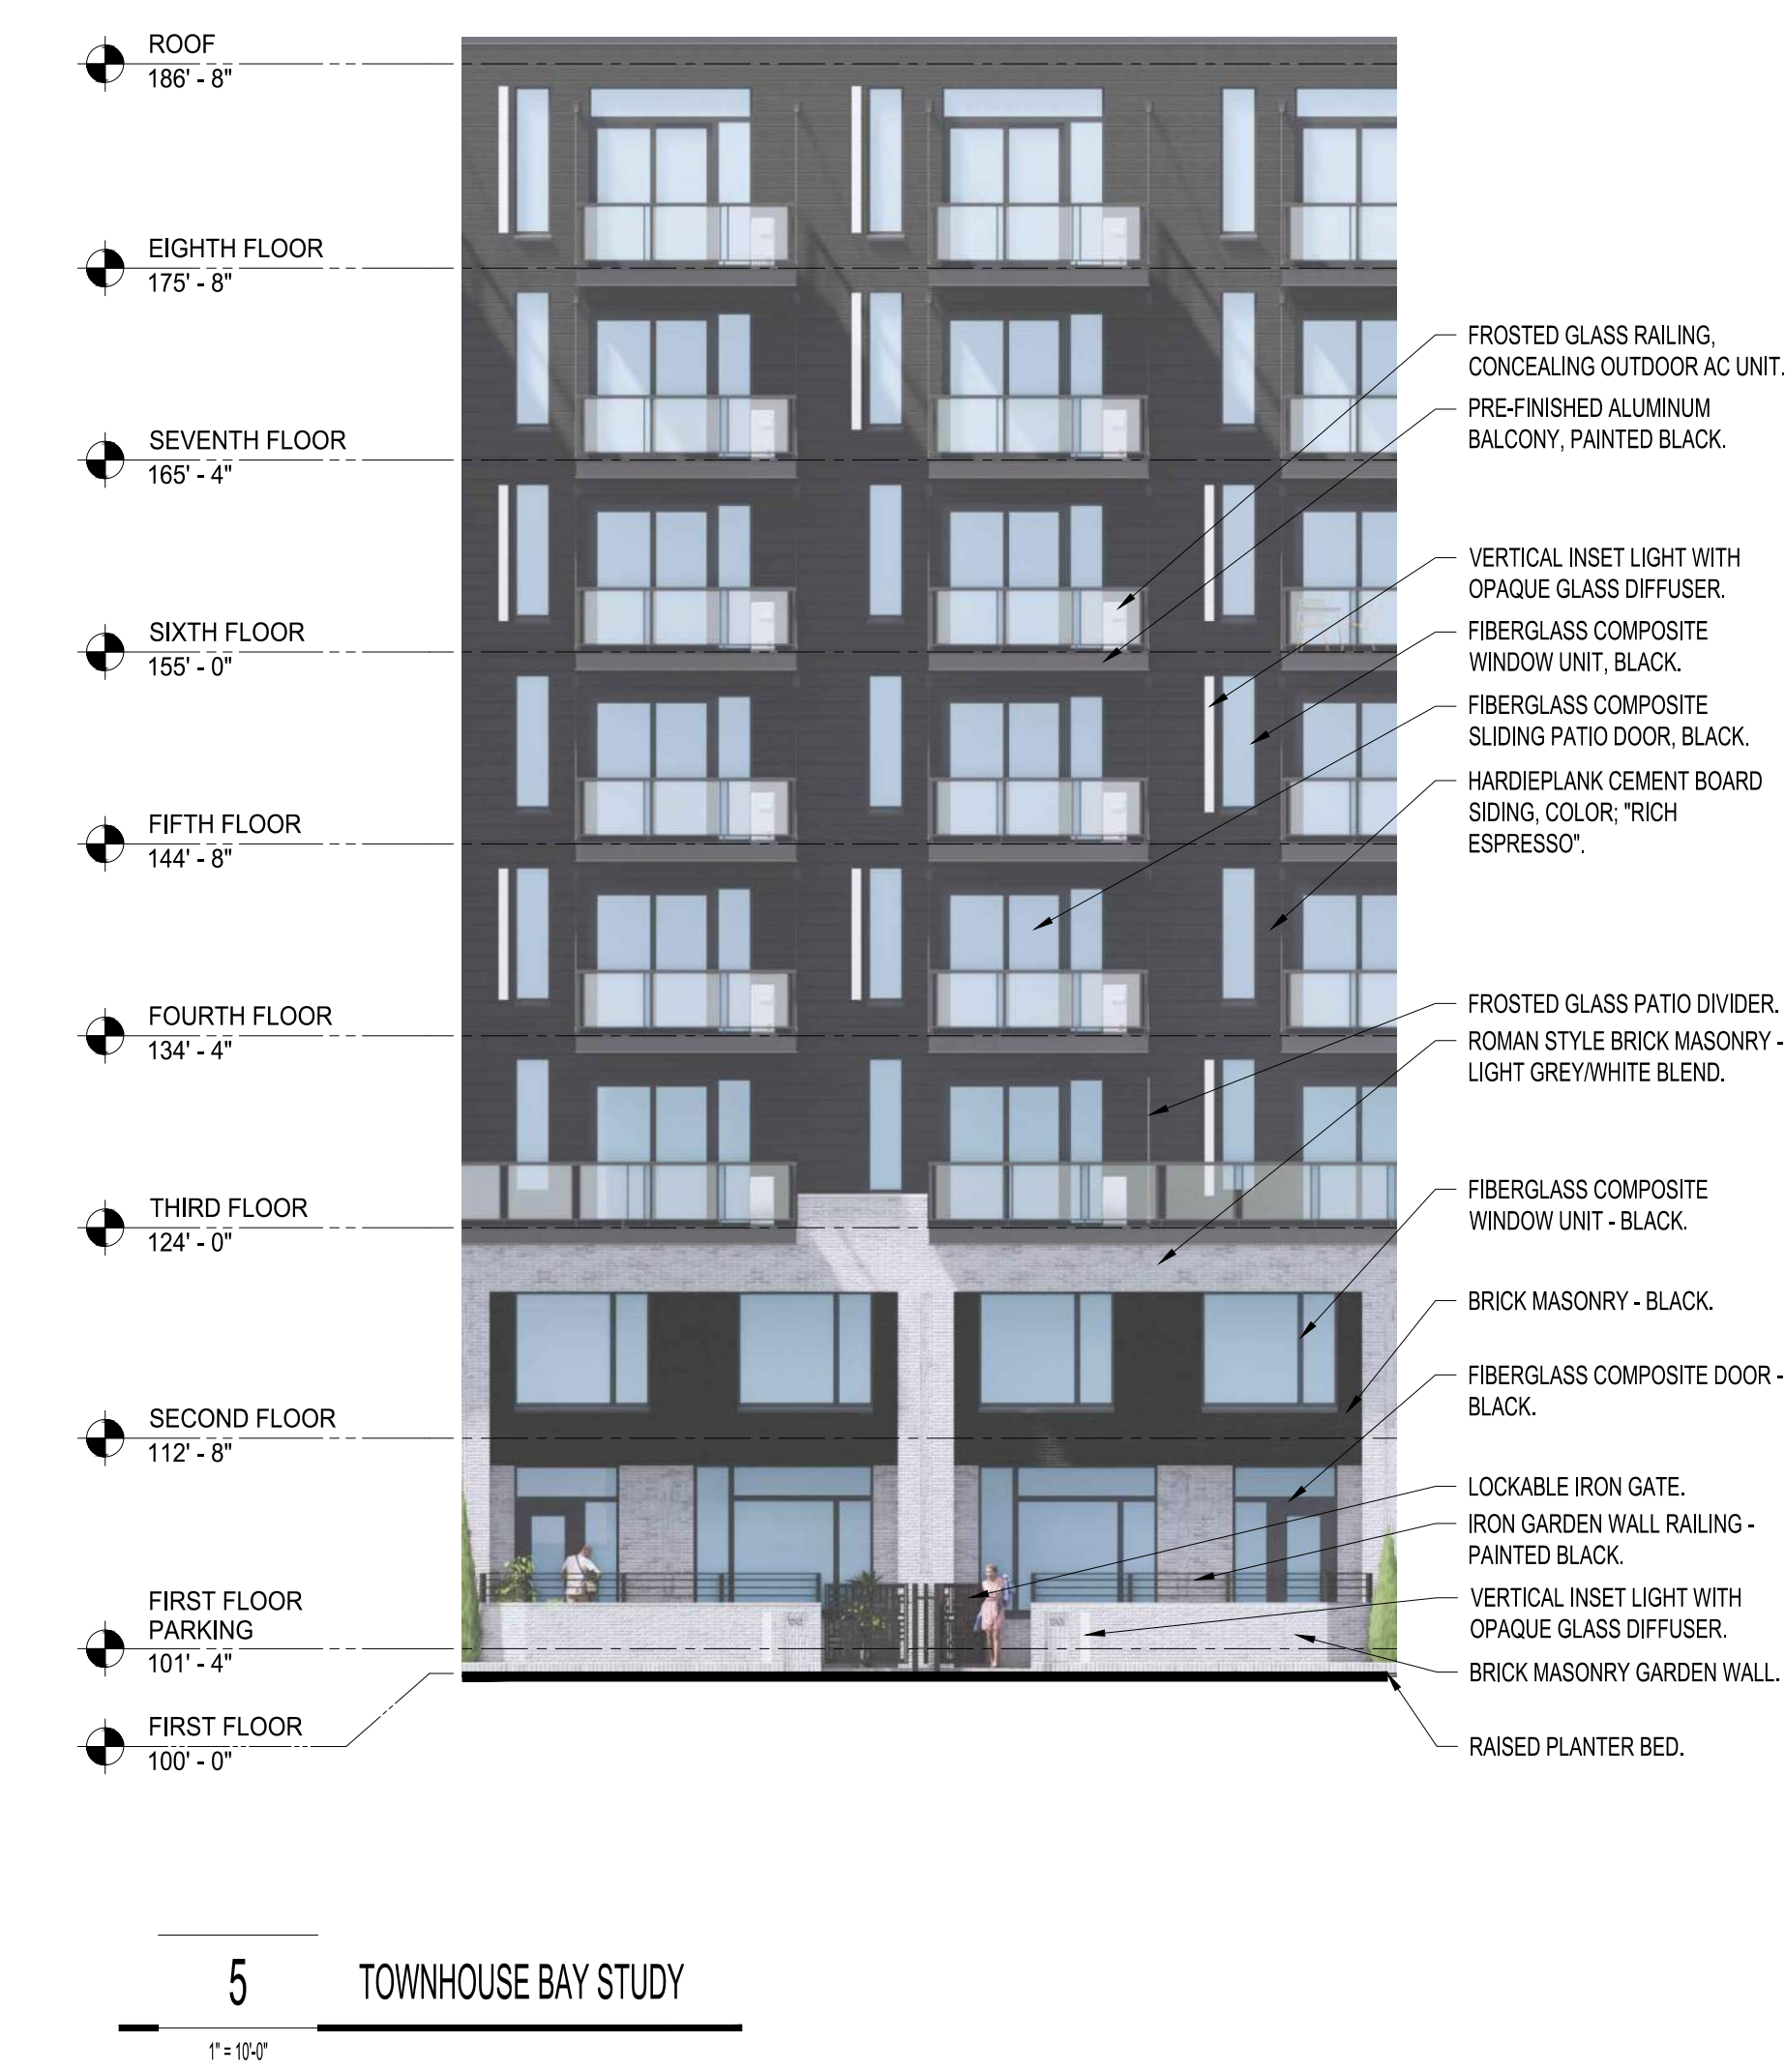 ROOF
186' - 8"
EIGHTH FLOOR
175' - 8"
SEVENTH FLOOR
165' - 4"
SIXTH FLOOR
155' - 0"
FIFTH FLOOR
144' - 8"
FOURTH FLOOR
134' - 4"
THIRD FLOOR
124' - 0"
SECOND FLOOR
112' - 8"
FIRST FLOOR
PARKING
101' - 4"
FIRST FLOOR
100' - 0"
FROSTED GLASS RAILING,
CONCEALING OUTDOOR AC UNIT.
PRE-FINISHED ALUMINUM
BALCONY, PAINTED BLACK.
VERTICAL INSET LIGHT WITH
OPAQUE GLASS DIFFUSER.
FIBERGLASS COMPOSITE
WINDOW UNIT, BLACK.
FIBERGLASS COMPOSITE
SLIDING PATIO DOOR, BLACK.
HARDIEPLANK CEMENT BOARD
SIDING, COLOR; "RICH
ESPRESSO".
FROSTED GLASS PATIO DIVIDER.
ROMAN STYLE BRICK MASONRY -
LIGHT GREY/WHITE BLEND.
FIBERGLASS COMPOSITE
WINDOW UNIT - BLACK.
BRICK MASONRY - BLACK.
FIBERGLASS COMPOSITE DOOR -
BLACK.
LOCKABLE IRON GATE.
IRON GARDEN WALL RAILING -
PAINTED BLACK.
VERTICAL INSET LIGHT WITH
OPAQUE GLASS DIFFUSER.
BRICK MASONRY GARDEN WALL.
RAISED PLANTER BED.
5
TOWNHOUSE BAY STUDY
1" = 10'-0"